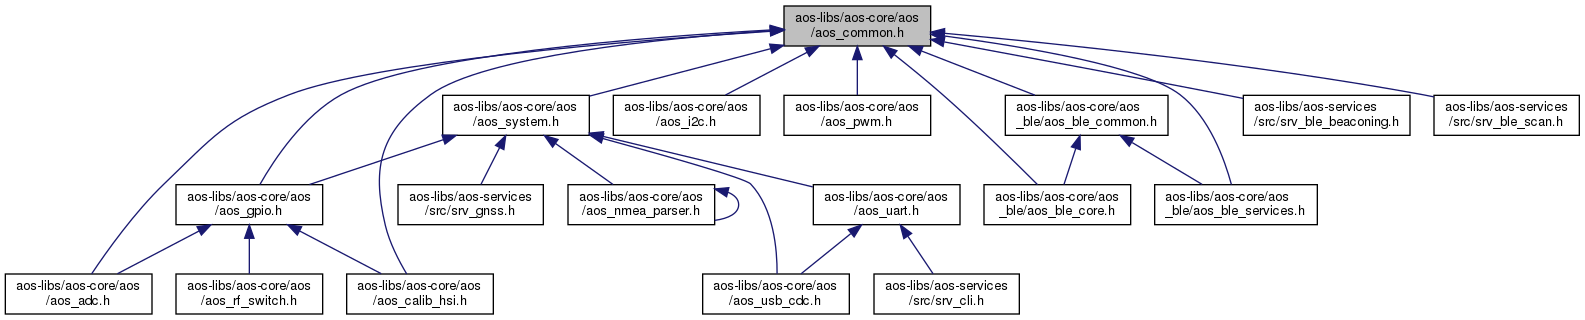 aos-libs/aos-core/aos
/aos_common.h
aos-libs/aos-core/aos
/aos_system.h
aos-libs/aos-core/aos
/aos_i2c.h
aos-libs/aos-core/aos
/aos_pwm.h
aos-libs/aos-core/aos
_ble/aos_ble_common.h
aos-libs/aos-services
/src/srv_ble_beaconing.h
aos-libs/aos-services
/src/srv_ble_scan.h
aos-libs/aos-core/aos
/aos_gpio.h
aos-libs/aos-services
/src/srv_gnss.h
aos-libs/aos-core/aos
/aos_nmea_parser.h
aos-libs/aos-core/aos
/aos_uart.h
aos-libs/aos-core/aos
_ble/aos_ble_core.h
aos-libs/aos-core/aos
_ble/aos_ble_services.h
aos-libs/aos-core/aos
/aos_adc.h
aos-libs/aos-core/aos
/aos_rf_switch.h
aos-libs/aos-core/aos
/aos_calib_hsi.h
aos-libs/aos-core/aos
/aos_usb_cdc.h
aos-libs/aos-services
/src/srv_cli.h